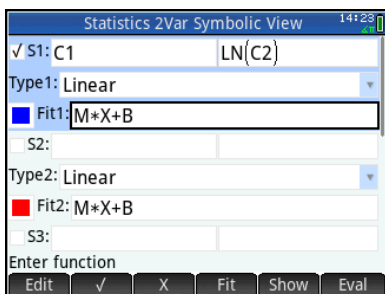 Statistics 2Var Symbolic View 14:23
∠π
√ S1: C1 LN(C2)
Type1: Linear
Fit1: M*X+B
S2:
Type2: Linear
Fit2: M*X+B
S3:
Enter function
Edit √ X Fit Show Eval